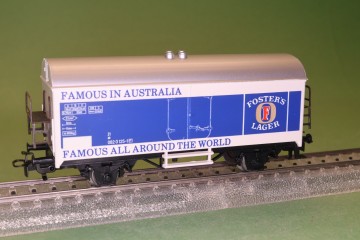 FAMOUS IN AUSTRALIA
FOSTER'S
F
LAGER
FAMOUS ALL AROUND THE WORLD